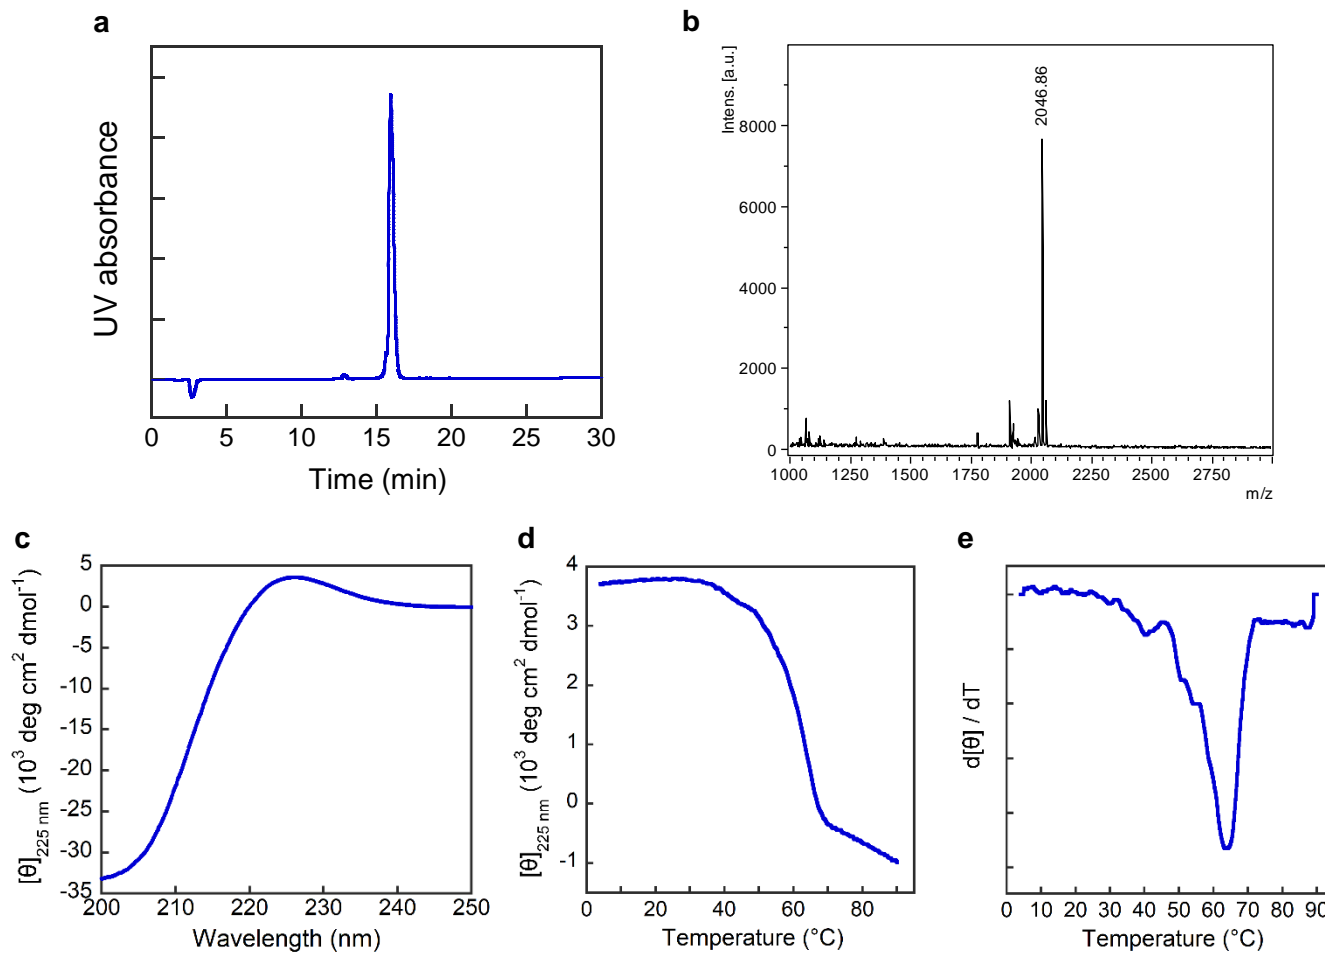 a
UV absorbance
0 5 10 15 20 25 30
Time (min)
b
Intens. [a.u.]
2046.86
8000
6000
4000
2000
0
1000 1250 1500 1750 2000 2250 2500 2750
m/z
c
[θ]225 nm (10³ deg cm² dmol⁻¹)
5
0
-5
-10
-15
-20
-25
-30
-35
200 210 220 230 240 250
Wavelength (nm)
d
[θ]225 nm (10³ deg cm² dmol⁻¹)
4
3
2
1
0
-1
0 20 40 60 80
Temperature (°C)
e
d[θ] / dT
0 10 20 30 40 50 60 70 80 90
Temperature (°C)